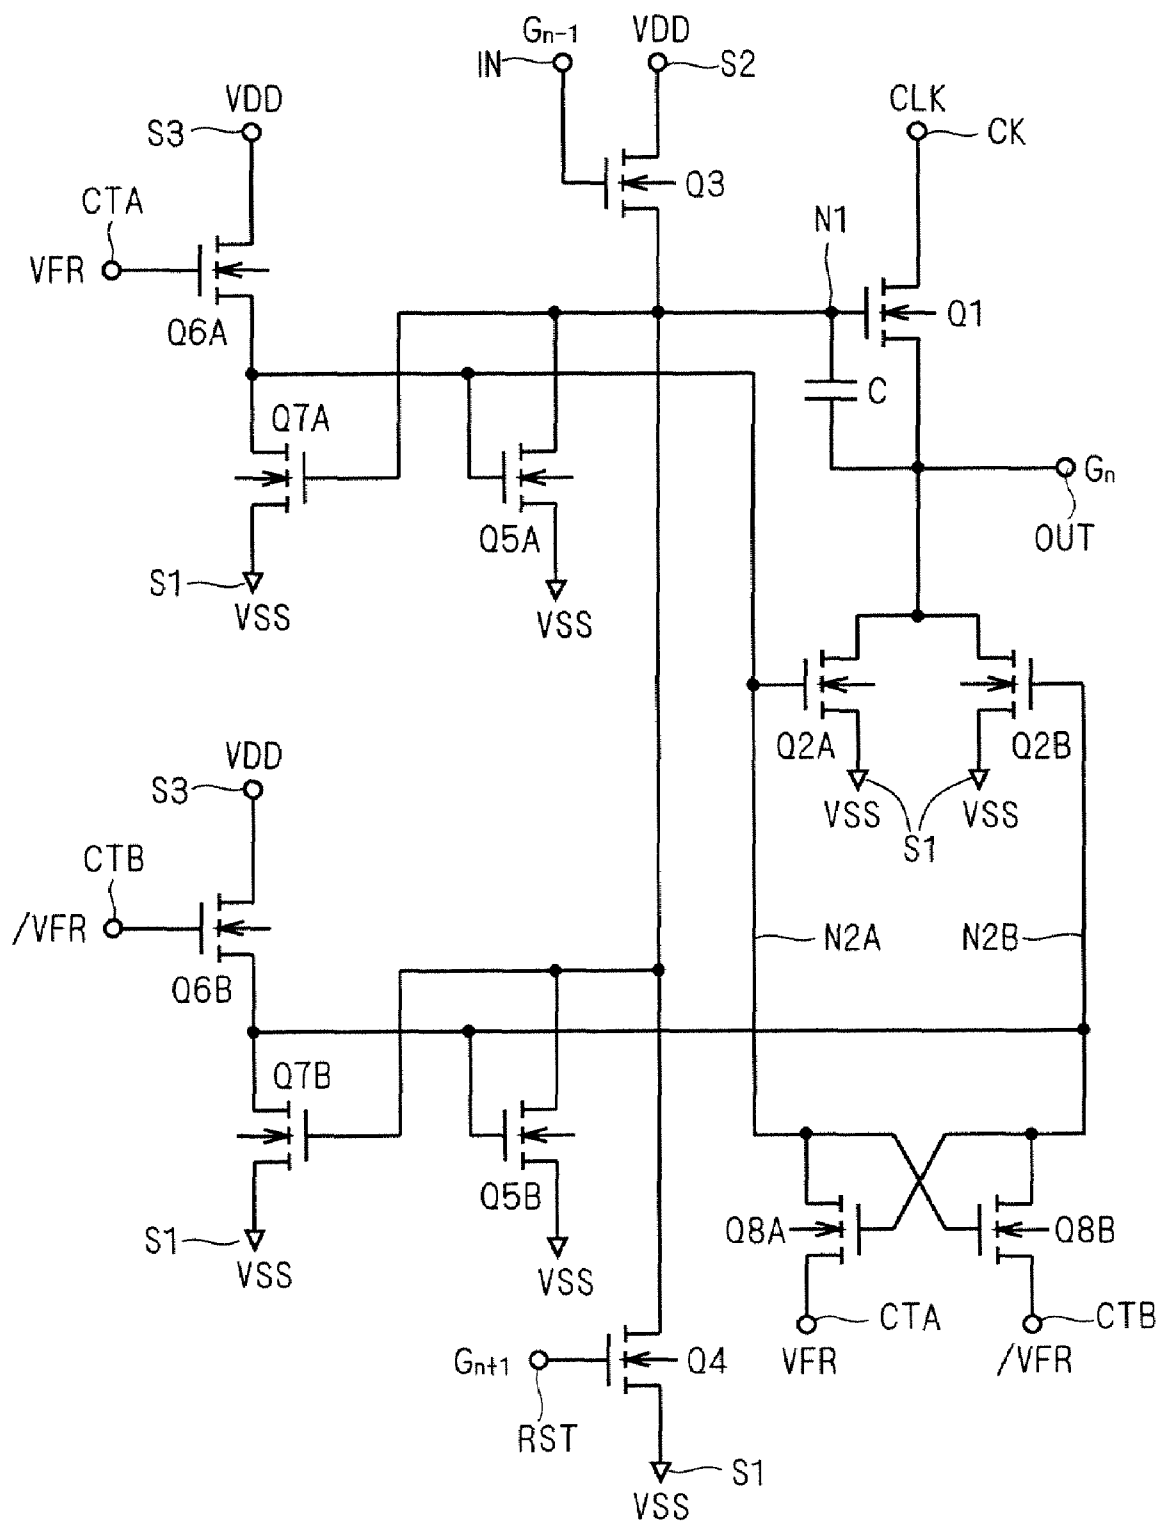 Gn-1
VDD
IN
S2
VDD
S3
CLK
CK
Q3
CTA
VFR
N1
Q6A
Q1
C
Q7A
Gn
Q5A
OUT
S1
VSS
VSS
Q2A
Q2B
VDD
S3
VSS
VSS
S1
CTB
/VFR
N2A
N2B
Q6B
Q7B
Q5B
Q8A
Q8B
S1
VSS
VSS
CTA
CTB
VFR
/VFR
Gn+1
Q4
RST
S1
VSS